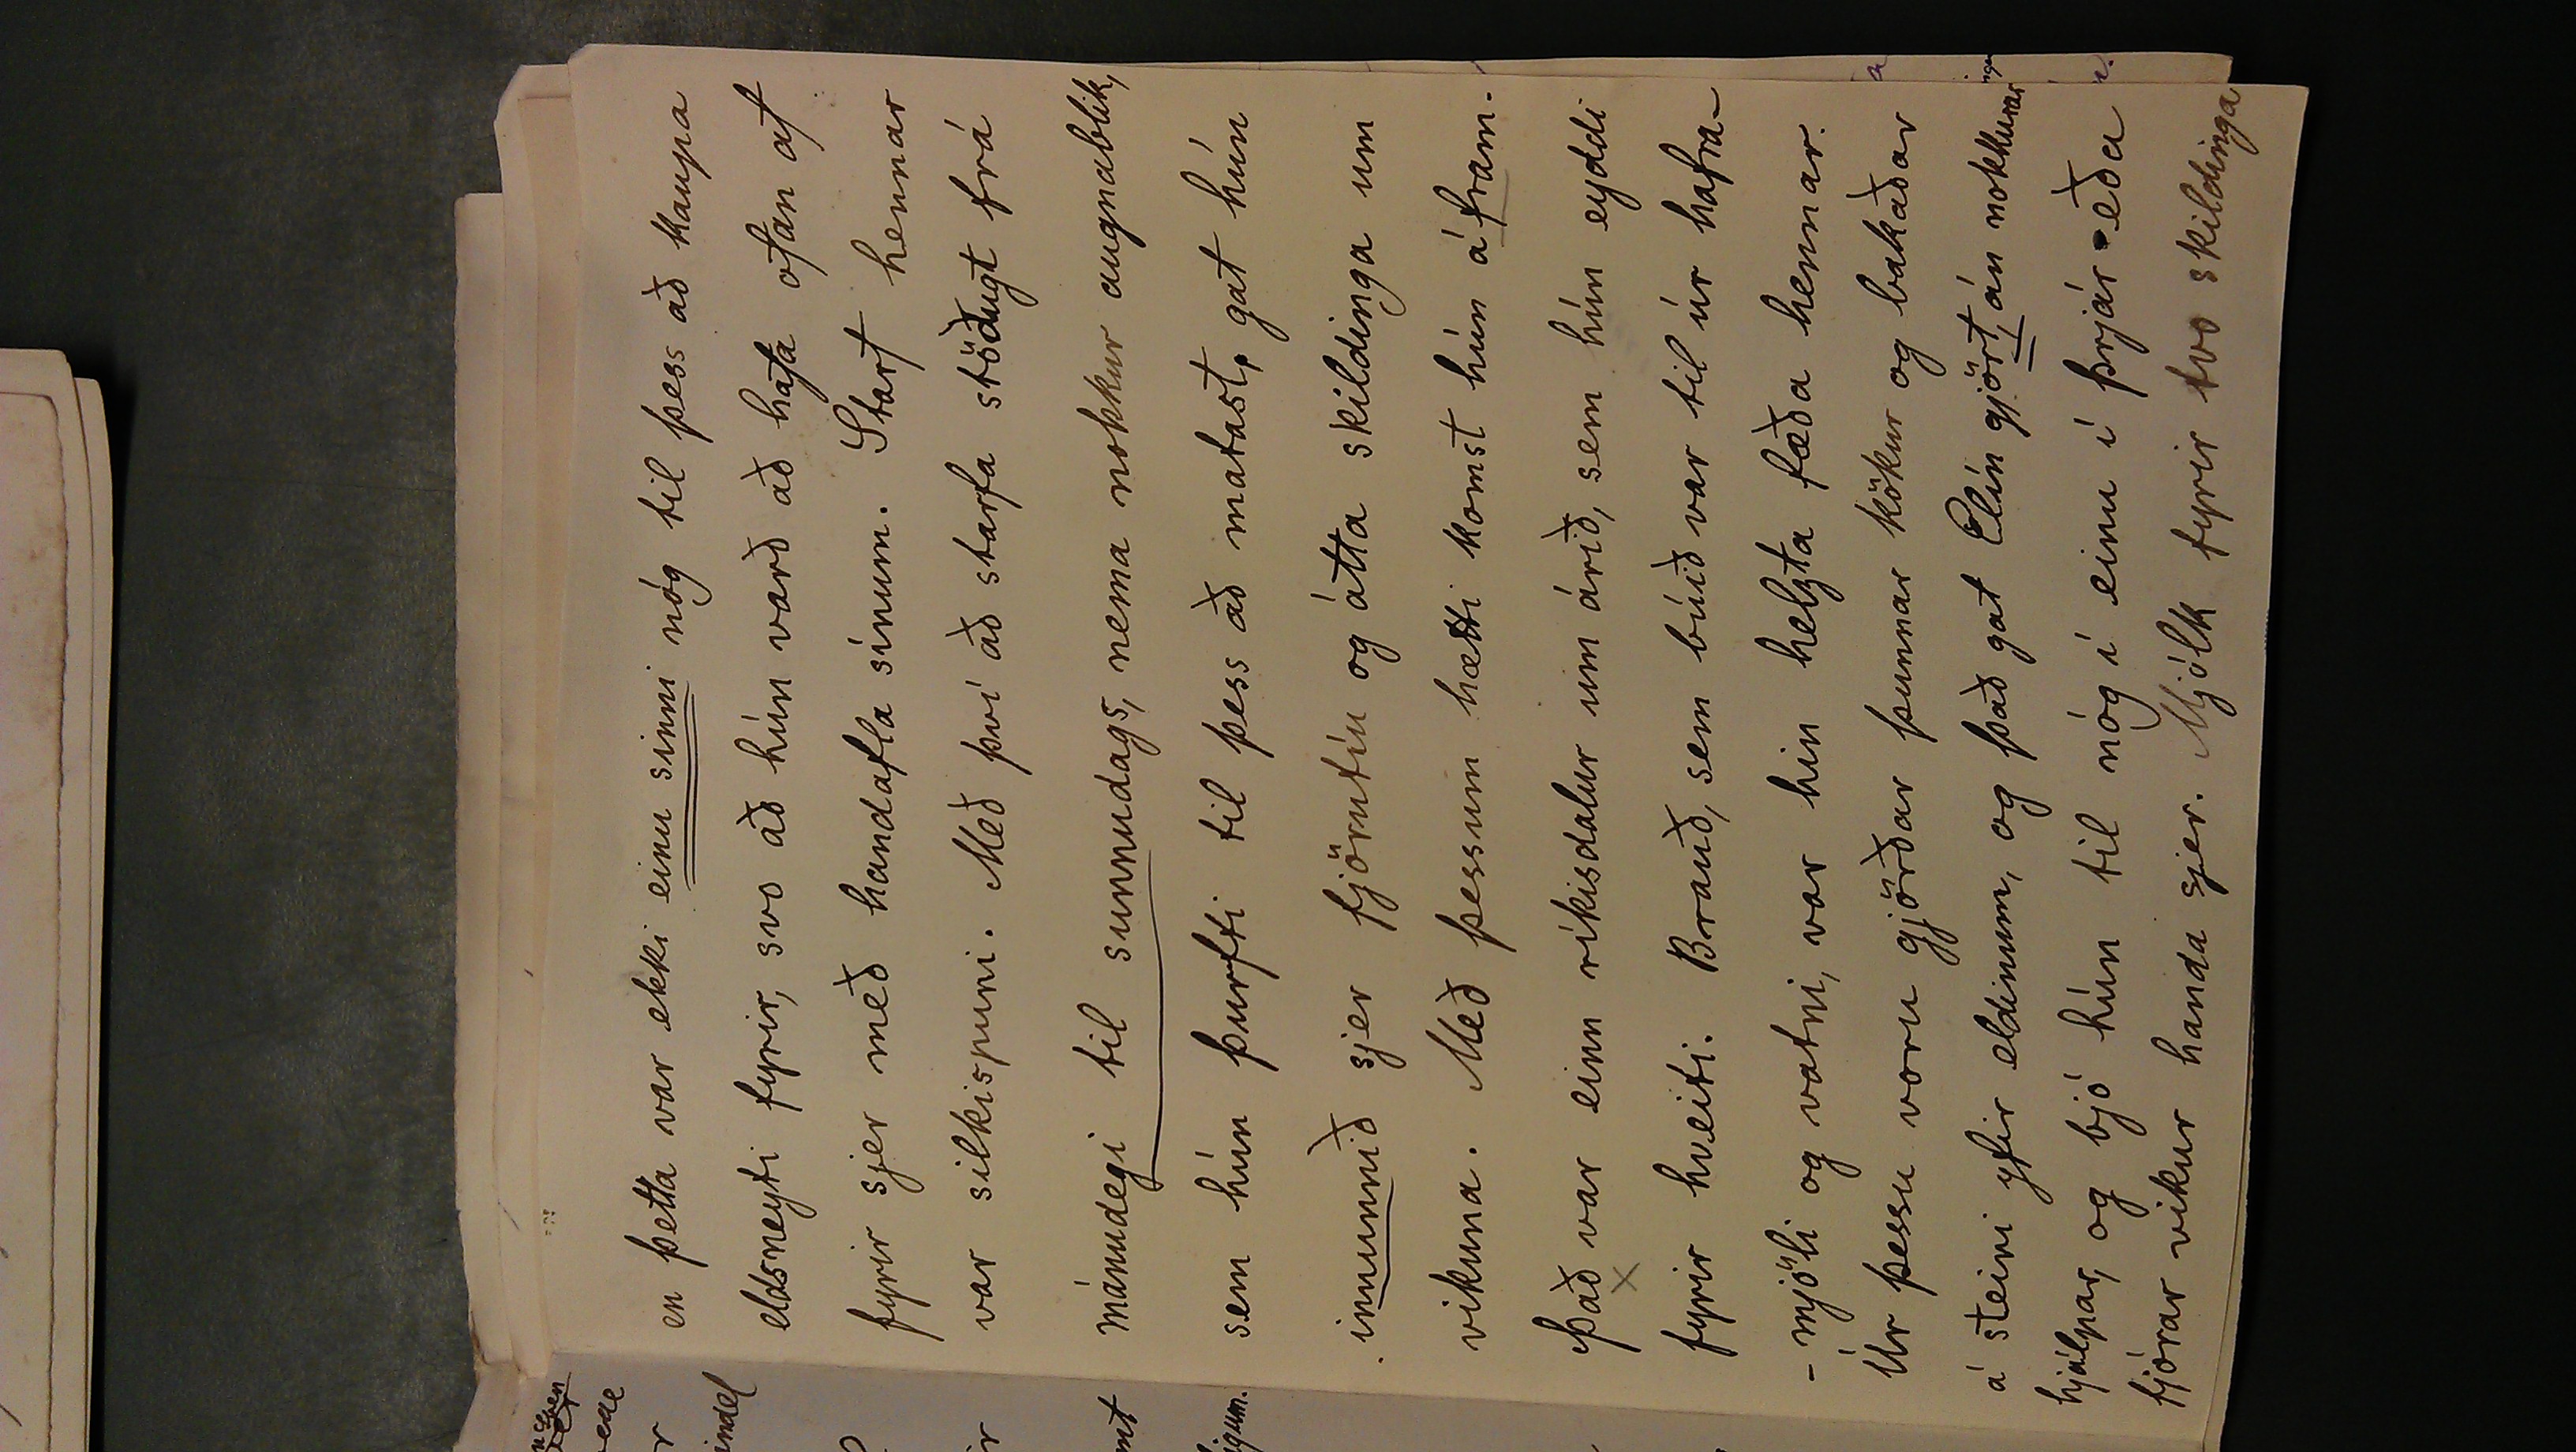 en þetta var ekki einu sinni nóg til þess að kaupa
eldsneyti fyrir, svo að hún varð að hafa ofan af
fyrir sjer með handafla sínum. Starf hennar
var silkispuni. Með því að starfa stöðugt frá
mánudegi til sunnudags, nema nokkur augnablik,
sem hún þurfti til þess að matast, gat hún
innunnið sjer fjörutíu og átta skildinga um
vikuna. Með þessum hætti komst hún áfram.
Það var einn ríkisdalur um árið, sem hún eyddi
fyrir hveiti. Brauð, sem búið var til úr hafra-
-mjöli og vatni, var hin helzta fæða hennar.
Úr þessu voru gjörðar þunnar kökur og bakaðar
á steini yfir eldinum, og það gat Elín gjört, án nokkurrar
hjálpar, og bjó hún til nóg í einu í þrjár eða
fjórar vikur handa sjer. Mjólk fyrir tvo skildinga
indel